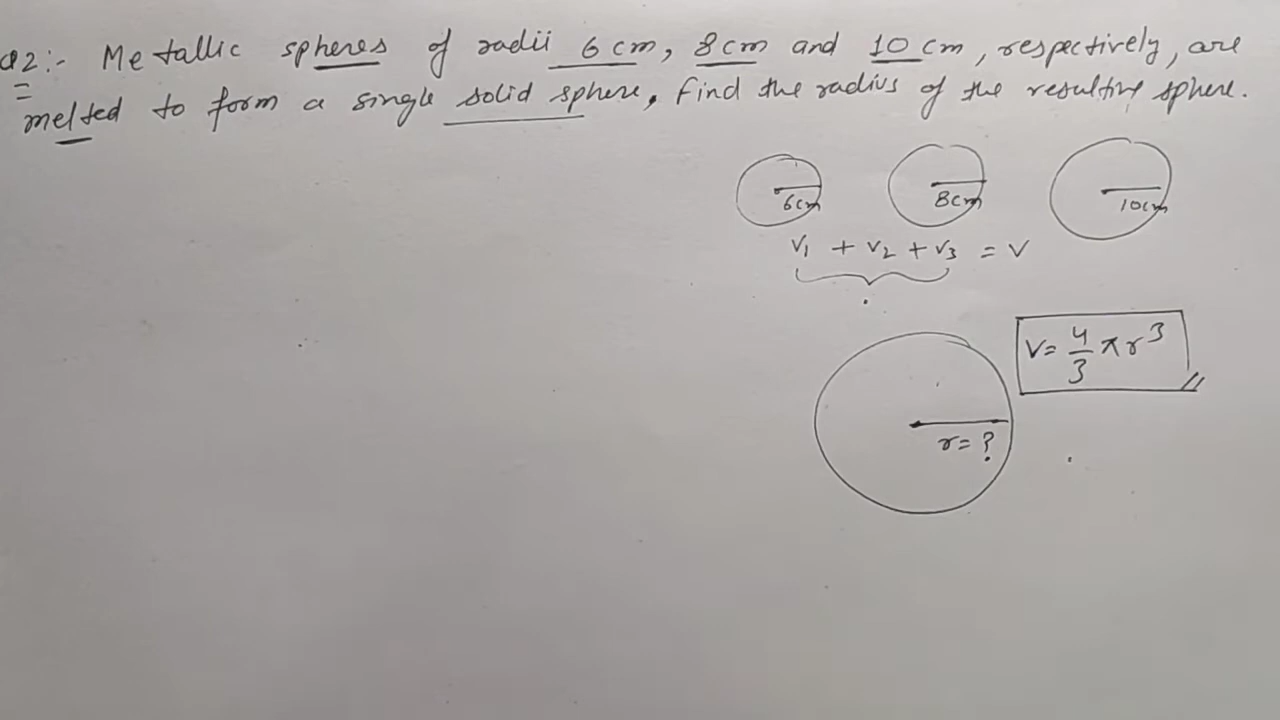 Q2:- Metallic spheres of radii 6 cm, 8 cm and 10 cm, respectively, are
melted to form a single solid sphere, Find the radius of the resulting sphere.
6cm 8cm 10cm
V₁ + V₂ + V₃ = V
V = 4/3 π r³
r = ?